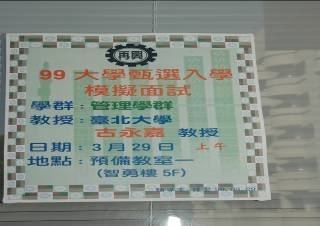 再興
99 大學甄選入學
模擬面試
學群：管理學群
教授：臺北大學
古永嘉 教授
日期：3 月 29 日 上午
地點：預備教室一
(智勇樓 5F)